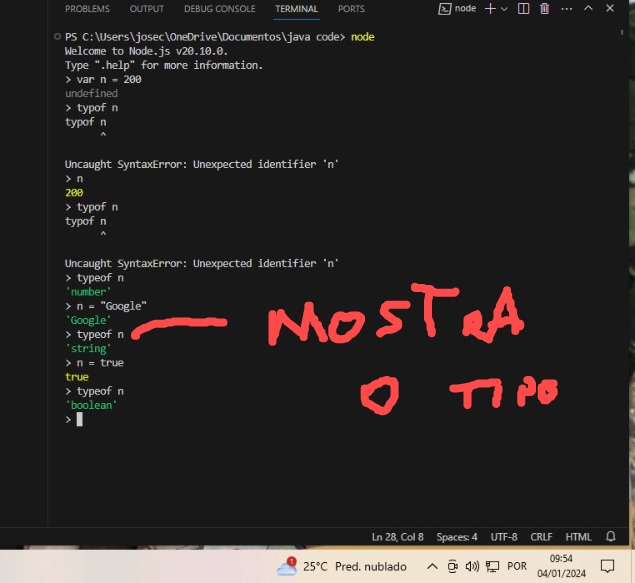 PROBLEMS OUTPUT DEBUG CONSOLE TERMINAL PORTS node
PS C:\Users\josec\OneDrive\Documentos\java code> node
Welcome to Node.js v20.10.0.
Type ".help" for more information.
> var n = 200
undefined
> typof n
typof n
^
Uncaught SyntaxError: Unexpected identifier 'n'
> n
200
> typof n
typof n
^
Uncaught SyntaxError: Unexpected identifier 'n'
> typeof n
'number'
> n = "Google"
'Google'
> typeof n
'string'
> n = true
true
> typeof n
'boolean'
>
MOSTRA
O TIPO
Ln 28, Col 8 Spaces: 4 UTF-8 CRLF HTML
1 25°C Pred. nublado POR 09:54
04/01/2024